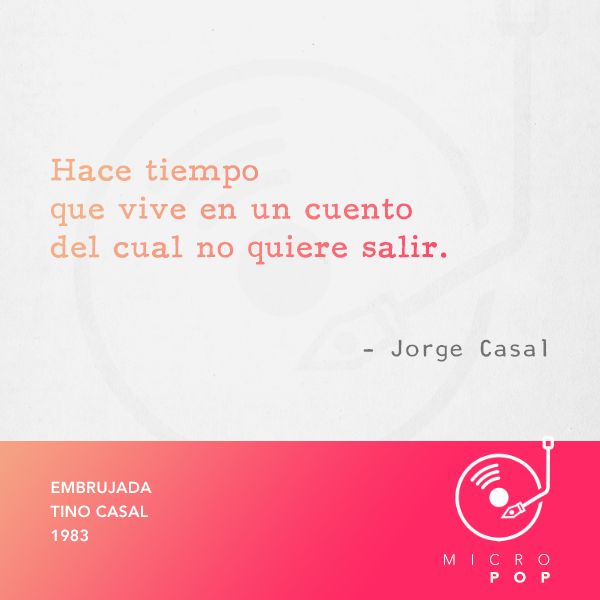 Hace tiempo
que vive en un cuento
del cual no quiere salir.
- Jorge Casal
EMBRUJADA
TINO CASAL
1983
MICRO
POP